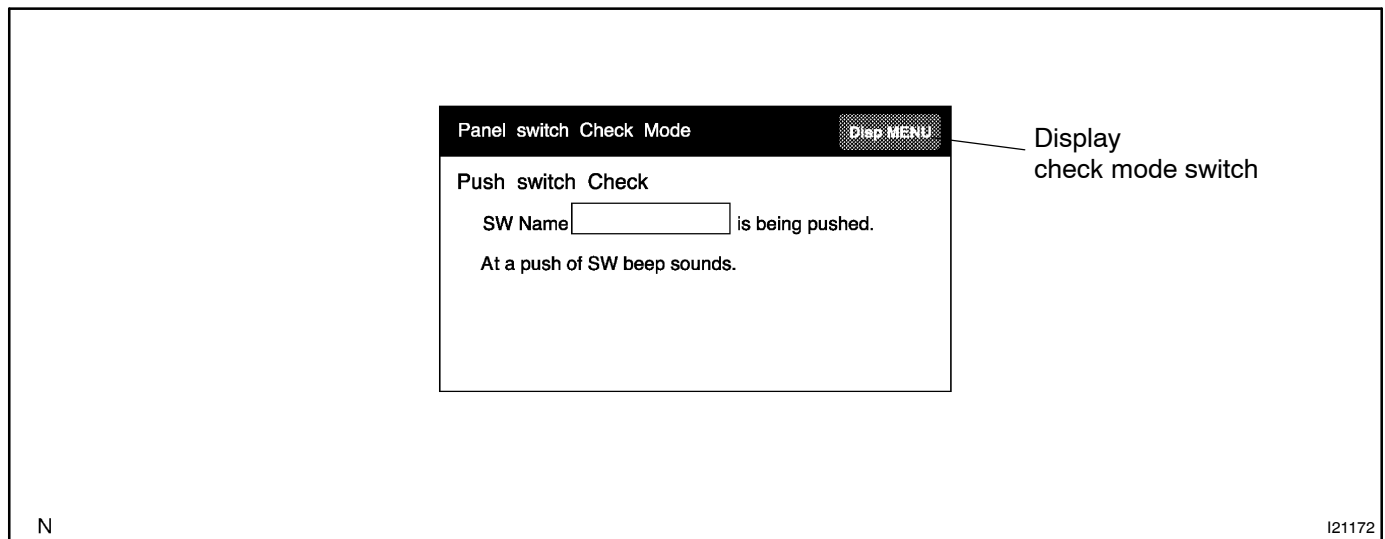 Panel switch Check Mode
Disp MENU
Display
check mode switch
Push switch Check
SW Name is being pushed.
At a push of SW beep sounds.
N
I21172